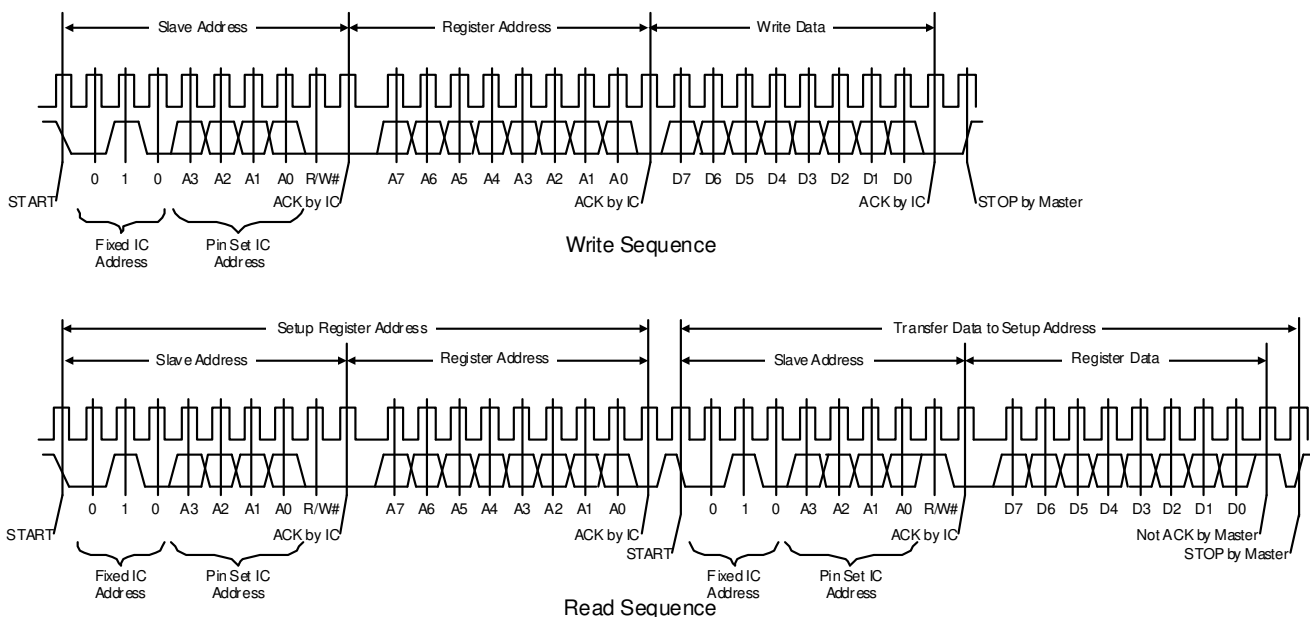 Slave Address Register Address Write Data
0 1 0 A3 A2 A1 A0 R/W# A7 A6 A5 A4 A3 A2 A1 A0 D7 D6 D5 D4 D3 D2 D1 D0
START ACK by IC ACK by IC ACK by IC STOP by Master
Fixed IC Address Pin Set IC Address
Write Sequence
Setup Register Address Transfer Data to Setup Address
Slave Address Register Address Slave Address Register Data
0 1 0 A3 A2 A1 A0 R/W# A7 A6 A5 A4 A3 A2 A1 A0 0 1 0 A3 A2 A1 A0 R/W# D7 D6 D5 D4 D3 D2 D1 D0
START ACK by IC ACK by IC ACK by IC Not ACK by Master
START STOP by Master
Fixed IC Address Pin Set IC Address Fixed IC Address Pin Set IC Address
Read Sequence